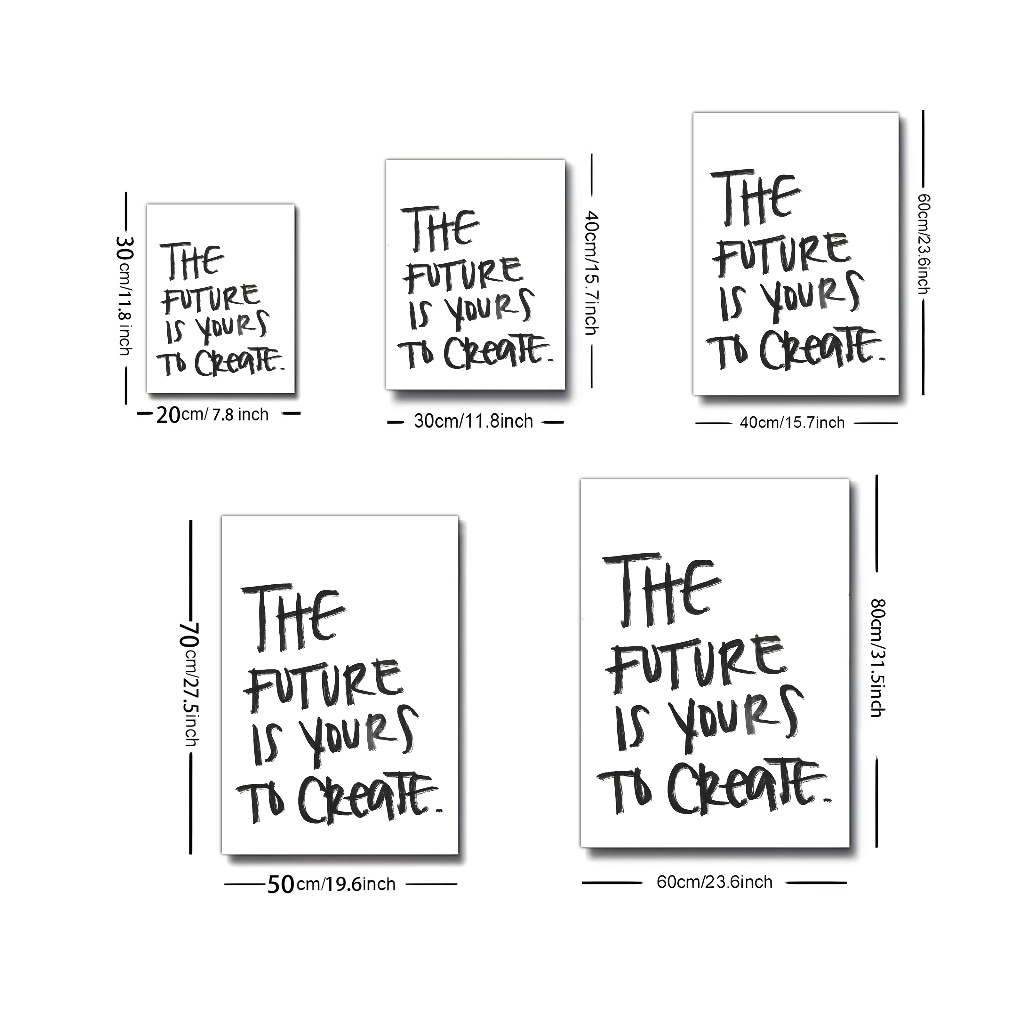 THE
FUTURE
IS YOURS
TO CREATE.
30cm/11.8 inch
20cm/ 7.8 inch
THE
FUTURE
IS YOURS
TO CREATE.
40cm/15.7inch
30cm/11.8inch
THE
FUTURE
IS YOURS
TO CREATE.
60cm/23.6inch
40cm/15.7inch
70cm/27.5inch
THE
FUTURE
IS YOURS
TO CREATE.
50cm/19.6inch
THE
FUTURE
IS YOURS
TO CREATE.
80cm/31.5inch
60cm/23.6inch